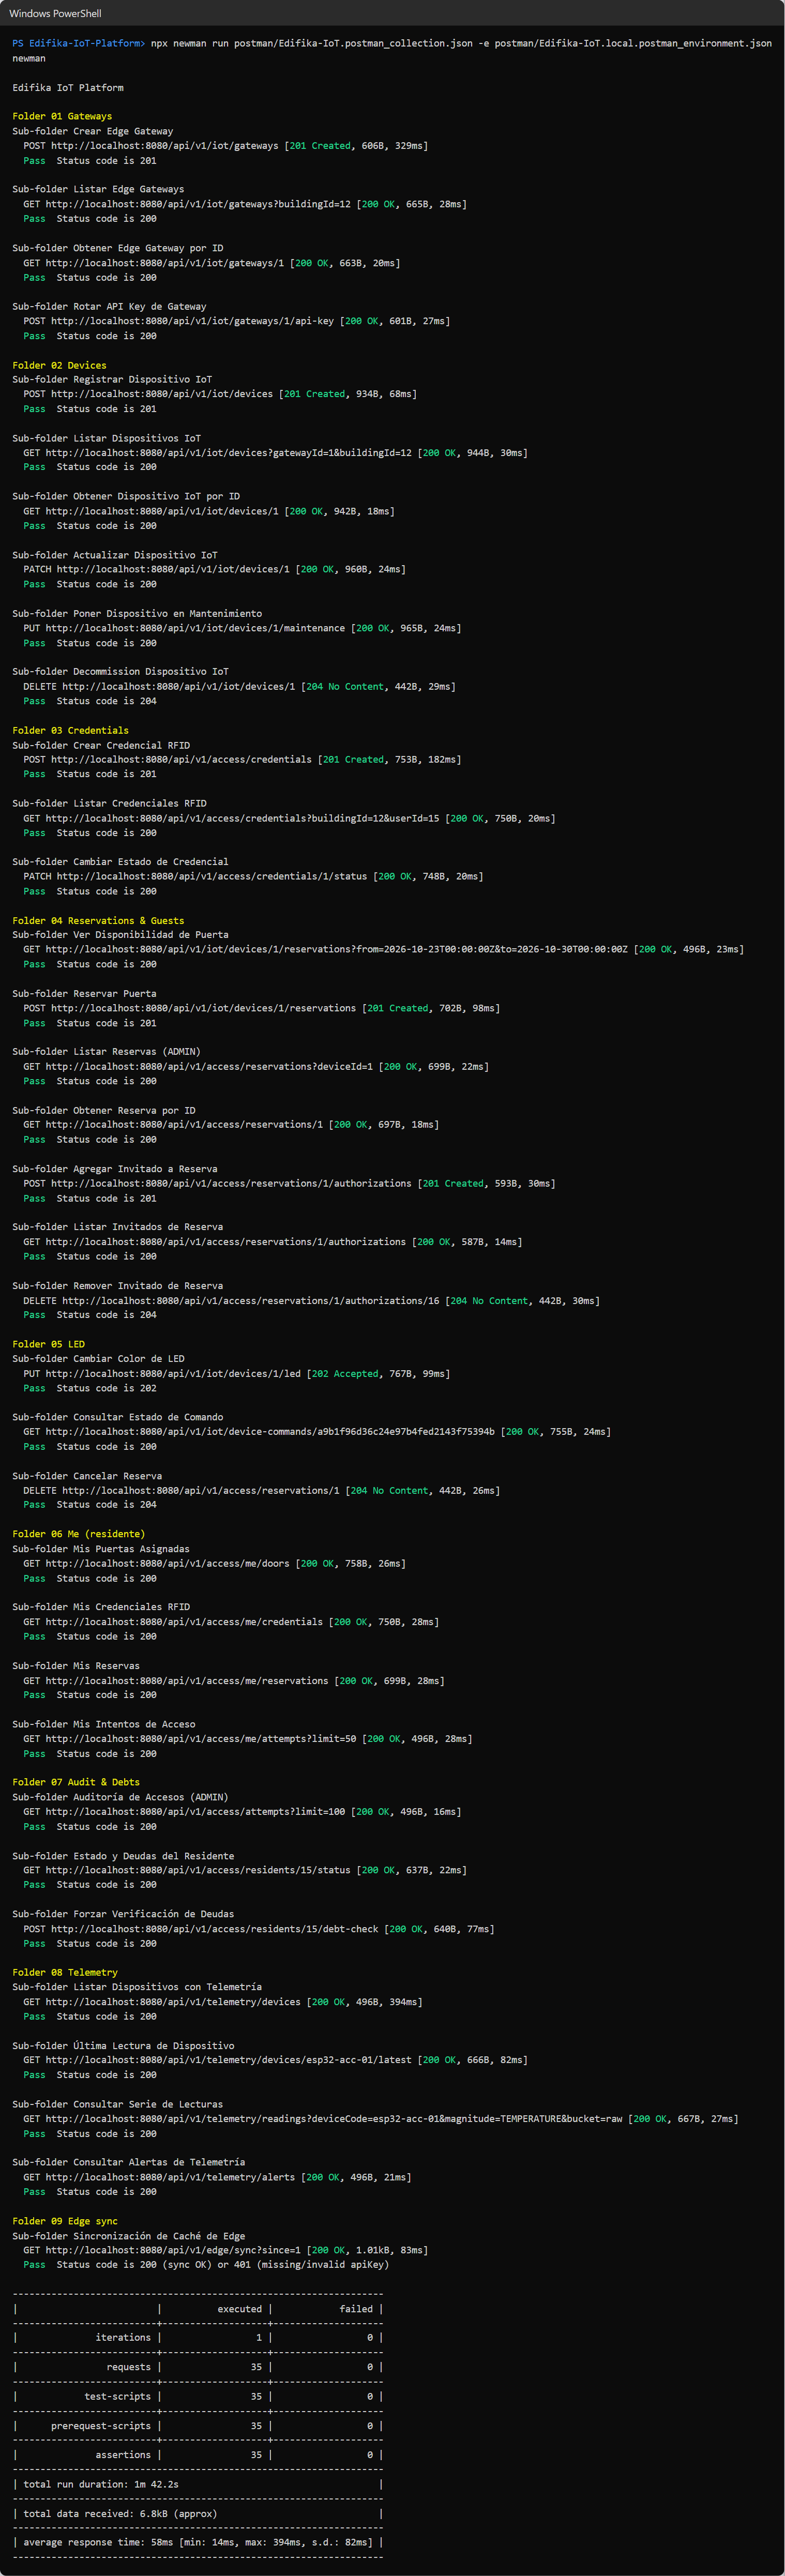 Windows PowerShell
PS Edifika-IoT-Platform> npx newman run postman/Edifika-IoT.postman_collection.json -e postman/Edifika-IoT.local.postman_environment.json
newman
Edifika IoT Platform
Folder 01 Gateways
Sub-folder Crear Edge Gateway
POST http://localhost:8080/api/v1/iot/gateways [201 Created, 606B, 329ms]
Pass  Status code is 201
Sub-folder Listar Edge Gateways
GET http://localhost:8080/api/v1/iot/gateways?buildingId=12 [200 OK, 665B, 28ms]
Pass  Status code is 200
Sub-folder Obtener Edge Gateway por ID
GET http://localhost:8080/api/v1/iot/gateways/1 [200 OK, 663B, 20ms]
Pass  Status code is 200
Sub-folder Rotar API Key de Gateway
POST http://localhost:8080/api/v1/iot/gateways/1/api-key [200 OK, 601B, 27ms]
Pass  Status code is 200
Folder 02 Devices
Sub-folder Registrar Dispositivo IoT
POST http://localhost:8080/api/v1/iot/devices [201 Created, 934B, 68ms]
Pass  Status code is 201
Sub-folder Listar Dispositivos IoT
GET http://localhost:8080/api/v1/iot/devices?gatewayId=1&buildingId=12 [200 OK, 944B, 30ms]
Pass  Status code is 200
Sub-folder Obtener Dispositivo IoT por ID
GET http://localhost:8080/api/v1/iot/devices/1 [200 OK, 942B, 18ms]
Pass  Status code is 200
Sub-folder Actualizar Dispositivo IoT
PATCH http://localhost:8080/api/v1/iot/devices/1 [200 OK, 960B, 24ms]
Pass  Status code is 200
Sub-folder Poner Dispositivo en Mantenimiento
PUT http://localhost:8080/api/v1/iot/devices/1/maintenance [200 OK, 965B, 24ms]
Pass  Status code is 200
Sub-folder Decommission Dispositivo IoT
DELETE http://localhost:8080/api/v1/iot/devices/1 [204 No Content, 442B, 29ms]
Pass  Status code is 204
Folder 03 Credentials
Sub-folder Crear Credencial RFID
POST http://localhost:8080/api/v1/access/credentials [201 Created, 753B, 182ms]
Pass  Status code is 201
Sub-folder Listar Credenciales RFID
GET http://localhost:8080/api/v1/access/credentials?buildingId=12&userId=15 [200 OK, 750B, 20ms]
Pass  Status code is 200
Sub-folder Cambiar Estado de Credencial
PATCH http://localhost:8080/api/v1/access/credentials/1/status [200 OK, 748B, 20ms]
Pass  Status code is 200
Folder 04 Reservations & Guests
Sub-folder Ver Disponibilidad de Puerta
GET http://localhost:8080/api/v1/iot/devices/1/reservations?from=2026-10-23T00:00:00Z&to=2026-10-30T00:00:00Z [200 OK, 496B, 23ms]
Pass  Status code is 200
Sub-folder Reservar Puerta
POST http://localhost:8080/api/v1/iot/devices/1/reservations [201 Created, 702B, 98ms]
Pass  Status code is 201
Sub-folder Listar Reservas (ADMIN)
GET http://localhost:8080/api/v1/access/reservations?deviceId=1 [200 OK, 699B, 22ms]
Pass  Status code is 200
Sub-folder Obtener Reserva por ID
GET http://localhost:8080/api/v1/access/reservations/1 [200 OK, 697B, 18ms]
Pass  Status code is 200
Sub-folder Agregar Invitado a Reserva
POST http://localhost:8080/api/v1/access/reservations/1/authorizations [201 Created, 593B, 30ms]
Pass  Status code is 201
Sub-folder Listar Invitados de Reserva
GET http://localhost:8080/api/v1/access/reservations/1/authorizations [200 OK, 587B, 14ms]
Pass  Status code is 200
Sub-folder Remover Invitado de Reserva
DELETE http://localhost:8080/api/v1/access/reservations/1/authorizations/16 [204 No Content, 442B, 30ms]
Pass  Status code is 204
Folder 05 LED
Sub-folder Cambiar Color de LED
PUT http://localhost:8080/api/v1/iot/devices/1/led [202 Accepted, 767B, 99ms]
Pass  Status code is 202
Sub-folder Consultar Estado de Comando
GET http://localhost:8080/api/v1/iot/device-commands/a9b1f96d36c24e97b4fed2143f75394b [200 OK, 755B, 24ms]
Pass  Status code is 200
Sub-folder Cancelar Reserva
DELETE http://localhost:8080/api/v1/access/reservations/1 [204 No Content, 442B, 26ms]
Pass  Status code is 204
Folder 06 Me (residente)
Sub-folder Mis Puertas Asignadas
GET http://localhost:8080/api/v1/access/me/doors [200 OK, 758B, 26ms]
Pass  Status code is 200
Sub-folder Mis Credenciales RFID
GET http://localhost:8080/api/v1/access/me/credentials [200 OK, 750B, 28ms]
Pass  Status code is 200
Sub-folder Mis Reservas
GET http://localhost:8080/api/v1/access/me/reservations [200 OK, 699B, 28ms]
Pass  Status code is 200
Sub-folder Mis Intentos de Acceso
GET http://localhost:8080/api/v1/access/me/attempts?limit=50 [200 OK, 496B, 28ms]
Pass  Status code is 200
Folder 07 Audit & Debts
Sub-folder Auditoría de Accesos (ADMIN)
GET http://localhost:8080/api/v1/access/attempts?limit=100 [200 OK, 496B, 16ms]
Pass  Status code is 200
Sub-folder Estado y Deudas del Residente
GET http://localhost:8080/api/v1/access/residents/15/status [200 OK, 637B, 22ms]
Pass  Status code is 200
Sub-folder Forzar Verificación de Deudas
POST http://localhost:8080/api/v1/access/residents/15/debt-check [200 OK, 640B, 77ms]
Pass  Status code is 200
Folder 08 Telemetry
Sub-folder Listar Dispositivos con Telemetría
GET http://localhost:8080/api/v1/telemetry/devices [200 OK, 496B, 394ms]
Pass  Status code is 200
Sub-folder Última Lectura de Dispositivo
GET http://localhost:8080/api/v1/telemetry/devices/esp32-acc-01/latest [200 OK, 666B, 82ms]
Pass  Status code is 200
Sub-folder Consultar Serie de Lecturas
GET http://localhost:8080/api/v1/telemetry/readings?deviceCode=esp32-acc-01&magnitude=TEMPERATURE&bucket=raw [200 OK, 667B, 27ms]
Pass  Status code is 200
Sub-folder Consultar Alertas de Telemetría
GET http://localhost:8080/api/v1/telemetry/alerts [200 OK, 496B, 21ms]
Pass  Status code is 200
Folder 09 Edge sync
Sub-folder Sincronización de Caché de Edge
GET http://localhost:8080/api/v1/edge/sync?since=1 [200 OK, 1.01kB, 83ms]
Pass  Status code is 200 (sync OK) or 401 (missing/invalid apiKey)
| | executed | failed |
| iterations | 1 | 0 |
| requests | 35 | 0 |
| test-scripts | 35 | 0 |
| prerequest-scripts | 35 | 0 |
| assertions | 35 | 0 |
| total run duration: 1m 42.2s |
| total data received: 6.8kB (approx) |
| average response time: 58ms [min: 14ms, max: 394ms, s.d.: 82ms] |